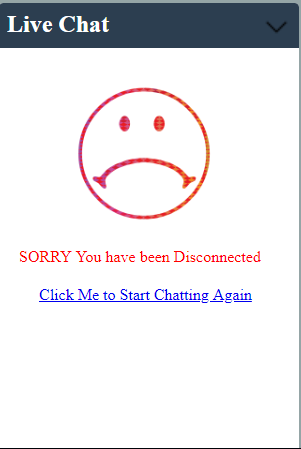 Live Chat
SORRY You have been Disconnected
Click Me to Start Chatting Again